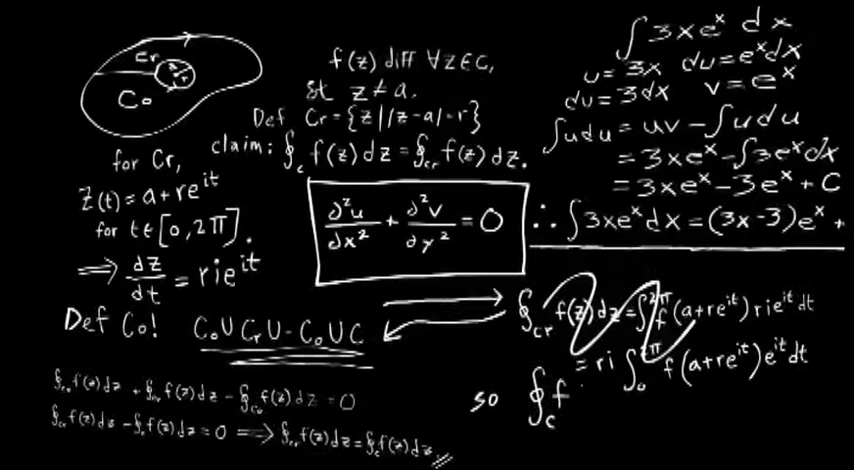 Cr
a
r
Co
for Cr,
z(t) = a + re^it
for t ∈ [0, 2π].
⟹ dz/dt = rie^it
Def Co!
CoUCrU-CoUC
f(z) diff ∀z∈C,
st z ≠ a.
Def Cr = {z | |z-a| = r}
claim: ∮c f(z)dz = ∮cr f(z)dz.
∂²u/∂x² + ∂²v/∂y² = 0
∫3xe^x dx
u = 3x du = e^x dx
du = 3dx v = e^x
∫udu = uv - ∫udu
= 3xe^x - ∫3e^x dx
= 3xe^x - 3e^x + C
∴ ∫3xe^x dx = (3x-3)e^x +
∮cr f(z)dz = ∫2π f(a+re^it)rie^it dt
= ri ∫0 2π f(a+re^it)e^it dt
so ∮c f
f(z)dz + ∮cr f(z)dz - ∮ f(z)dz = 0
∮cr f(z)dz - ∮c f(z)dz = 0 ⟹ ∮cr f(z)dz = ∮c f(z)dz